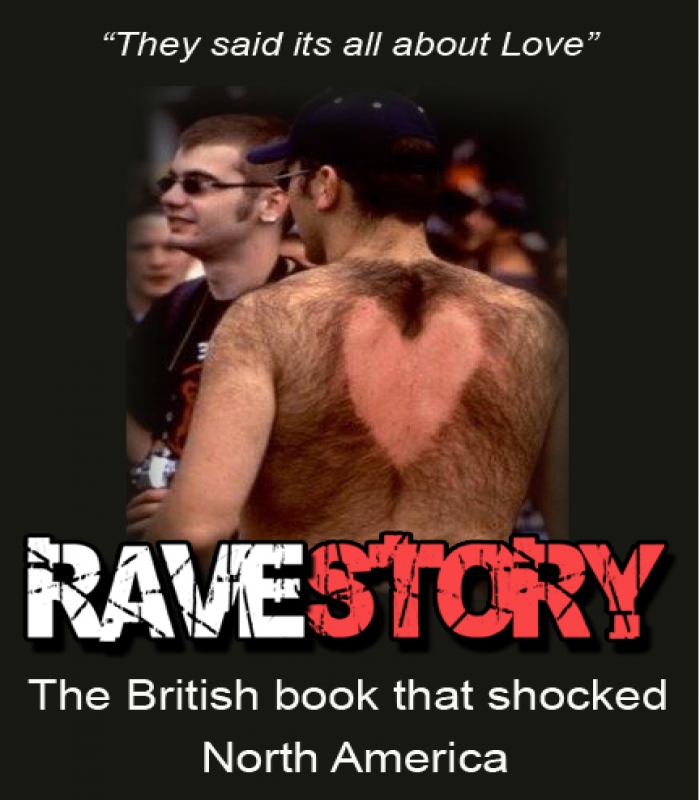 “They said its all about Love”
RAVESTORY
The British book that shocked
North America